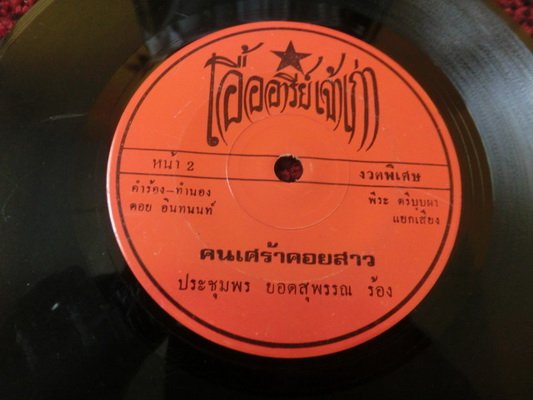 เอื้ออารีย์เจ้าเก่า
หน้า 2
งวดพิเศษ
คำร้อง-ทำนอง
ดอย อินทนนท์
พีระ ตรีบุบผา
แยกเสียง
คนเศร้าคอยสาว
ประชุมพร ยอดสุพรรณ ร้อง